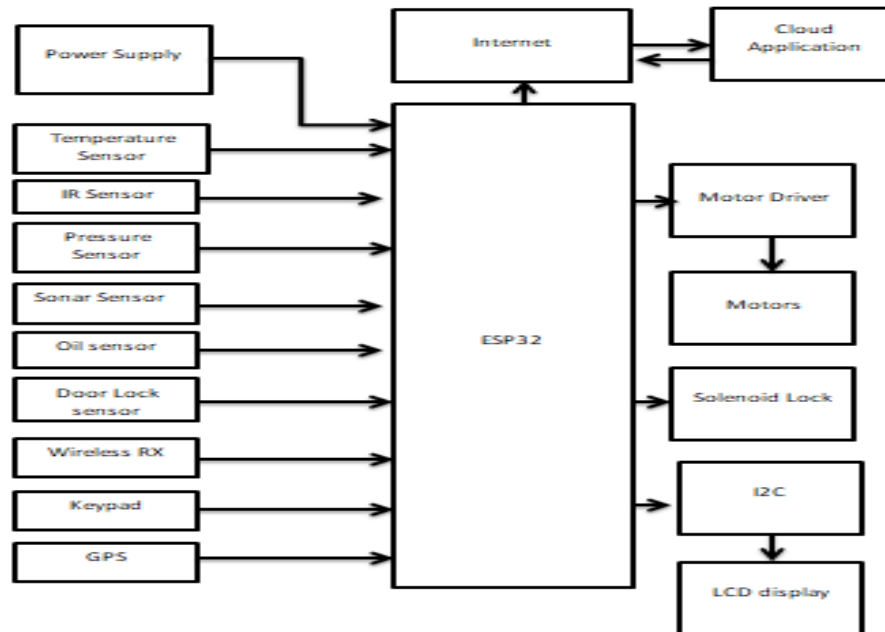 Power Supply
Temperature
Sensor
IR Sensor
Pressure
Sensor
Sonar Sensor
Oil sensor
Door Lock
sensor
Wireless RX
Keypad
GPS
Internet
ESP32
Cloud
Application
Motor Driver
Motors
Solenoid Lock
I2C
LCD display